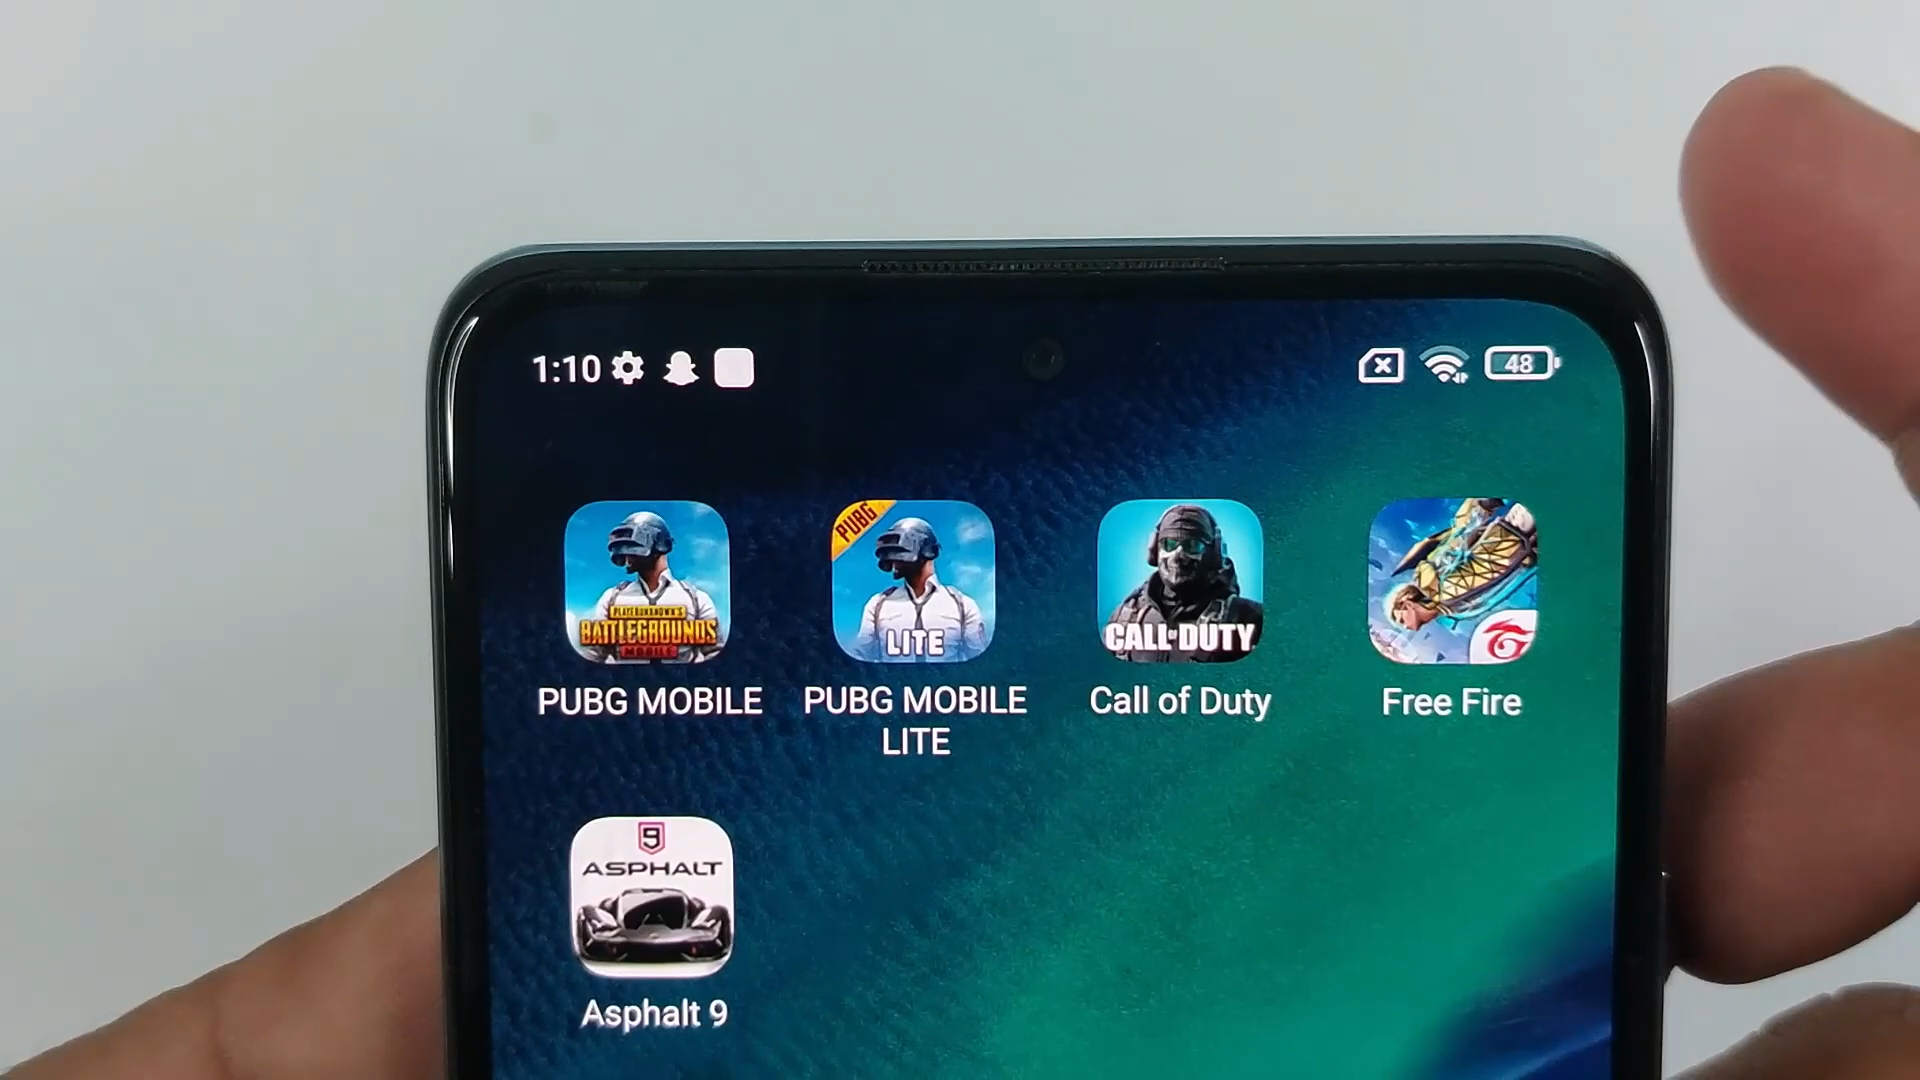 1:10
48
PLAYERUNKNOWN'S
BATTLEGROUNDS
MOBILE
PUBG
LITE
CALL OF DUTY
PUBG MOBILE
PUBG MOBILE
LITE
Call of Duty
Free Fire
9
ASPHALT
Asphalt 9